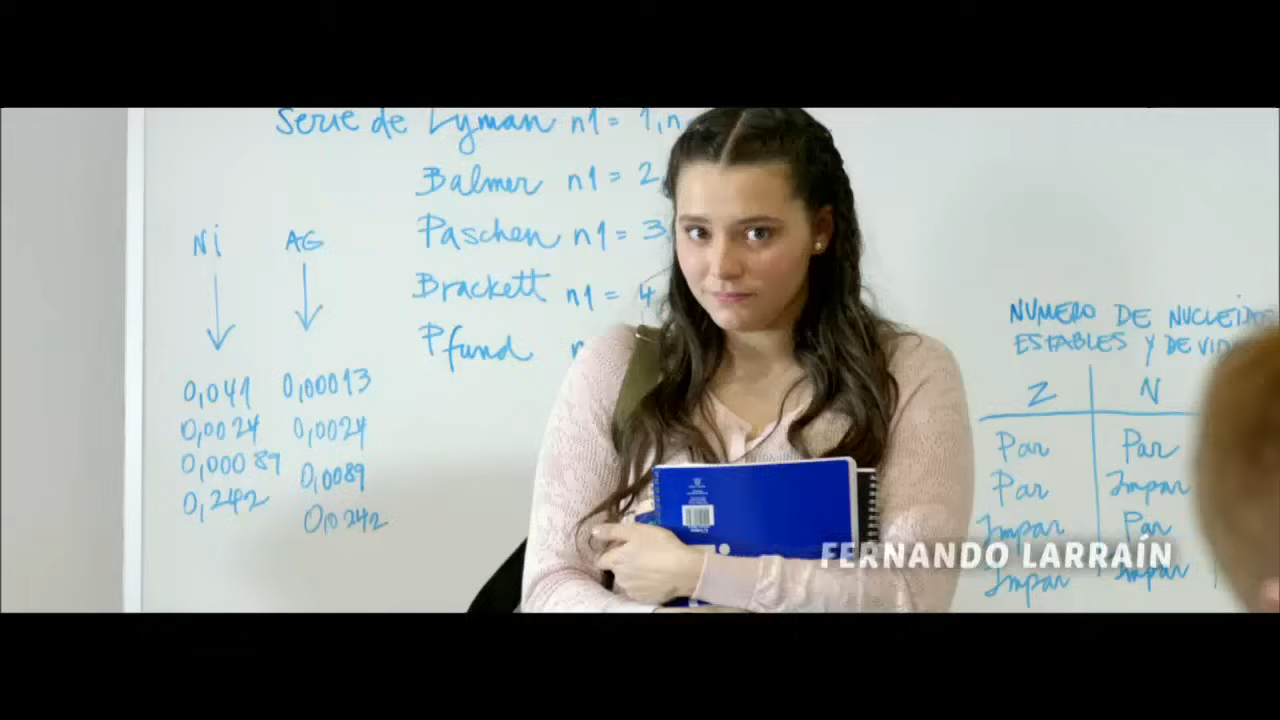 Serie de Lyman n1 = 1, n
Balmer n1 = 2,
Paschen n1 = 3
Brackett n1 = 4
Pfund n
Ni AG
0,041 0,00013
0,0024 0,0024
0,00089 0,0089
0,242 0,0242
NUMERO DE NUCLEIDOS
ESTABLES Y DE VID
Z N
Par Par
Par Impar
Impar Par
Impar Impar
FERNANDO LARRAÍN